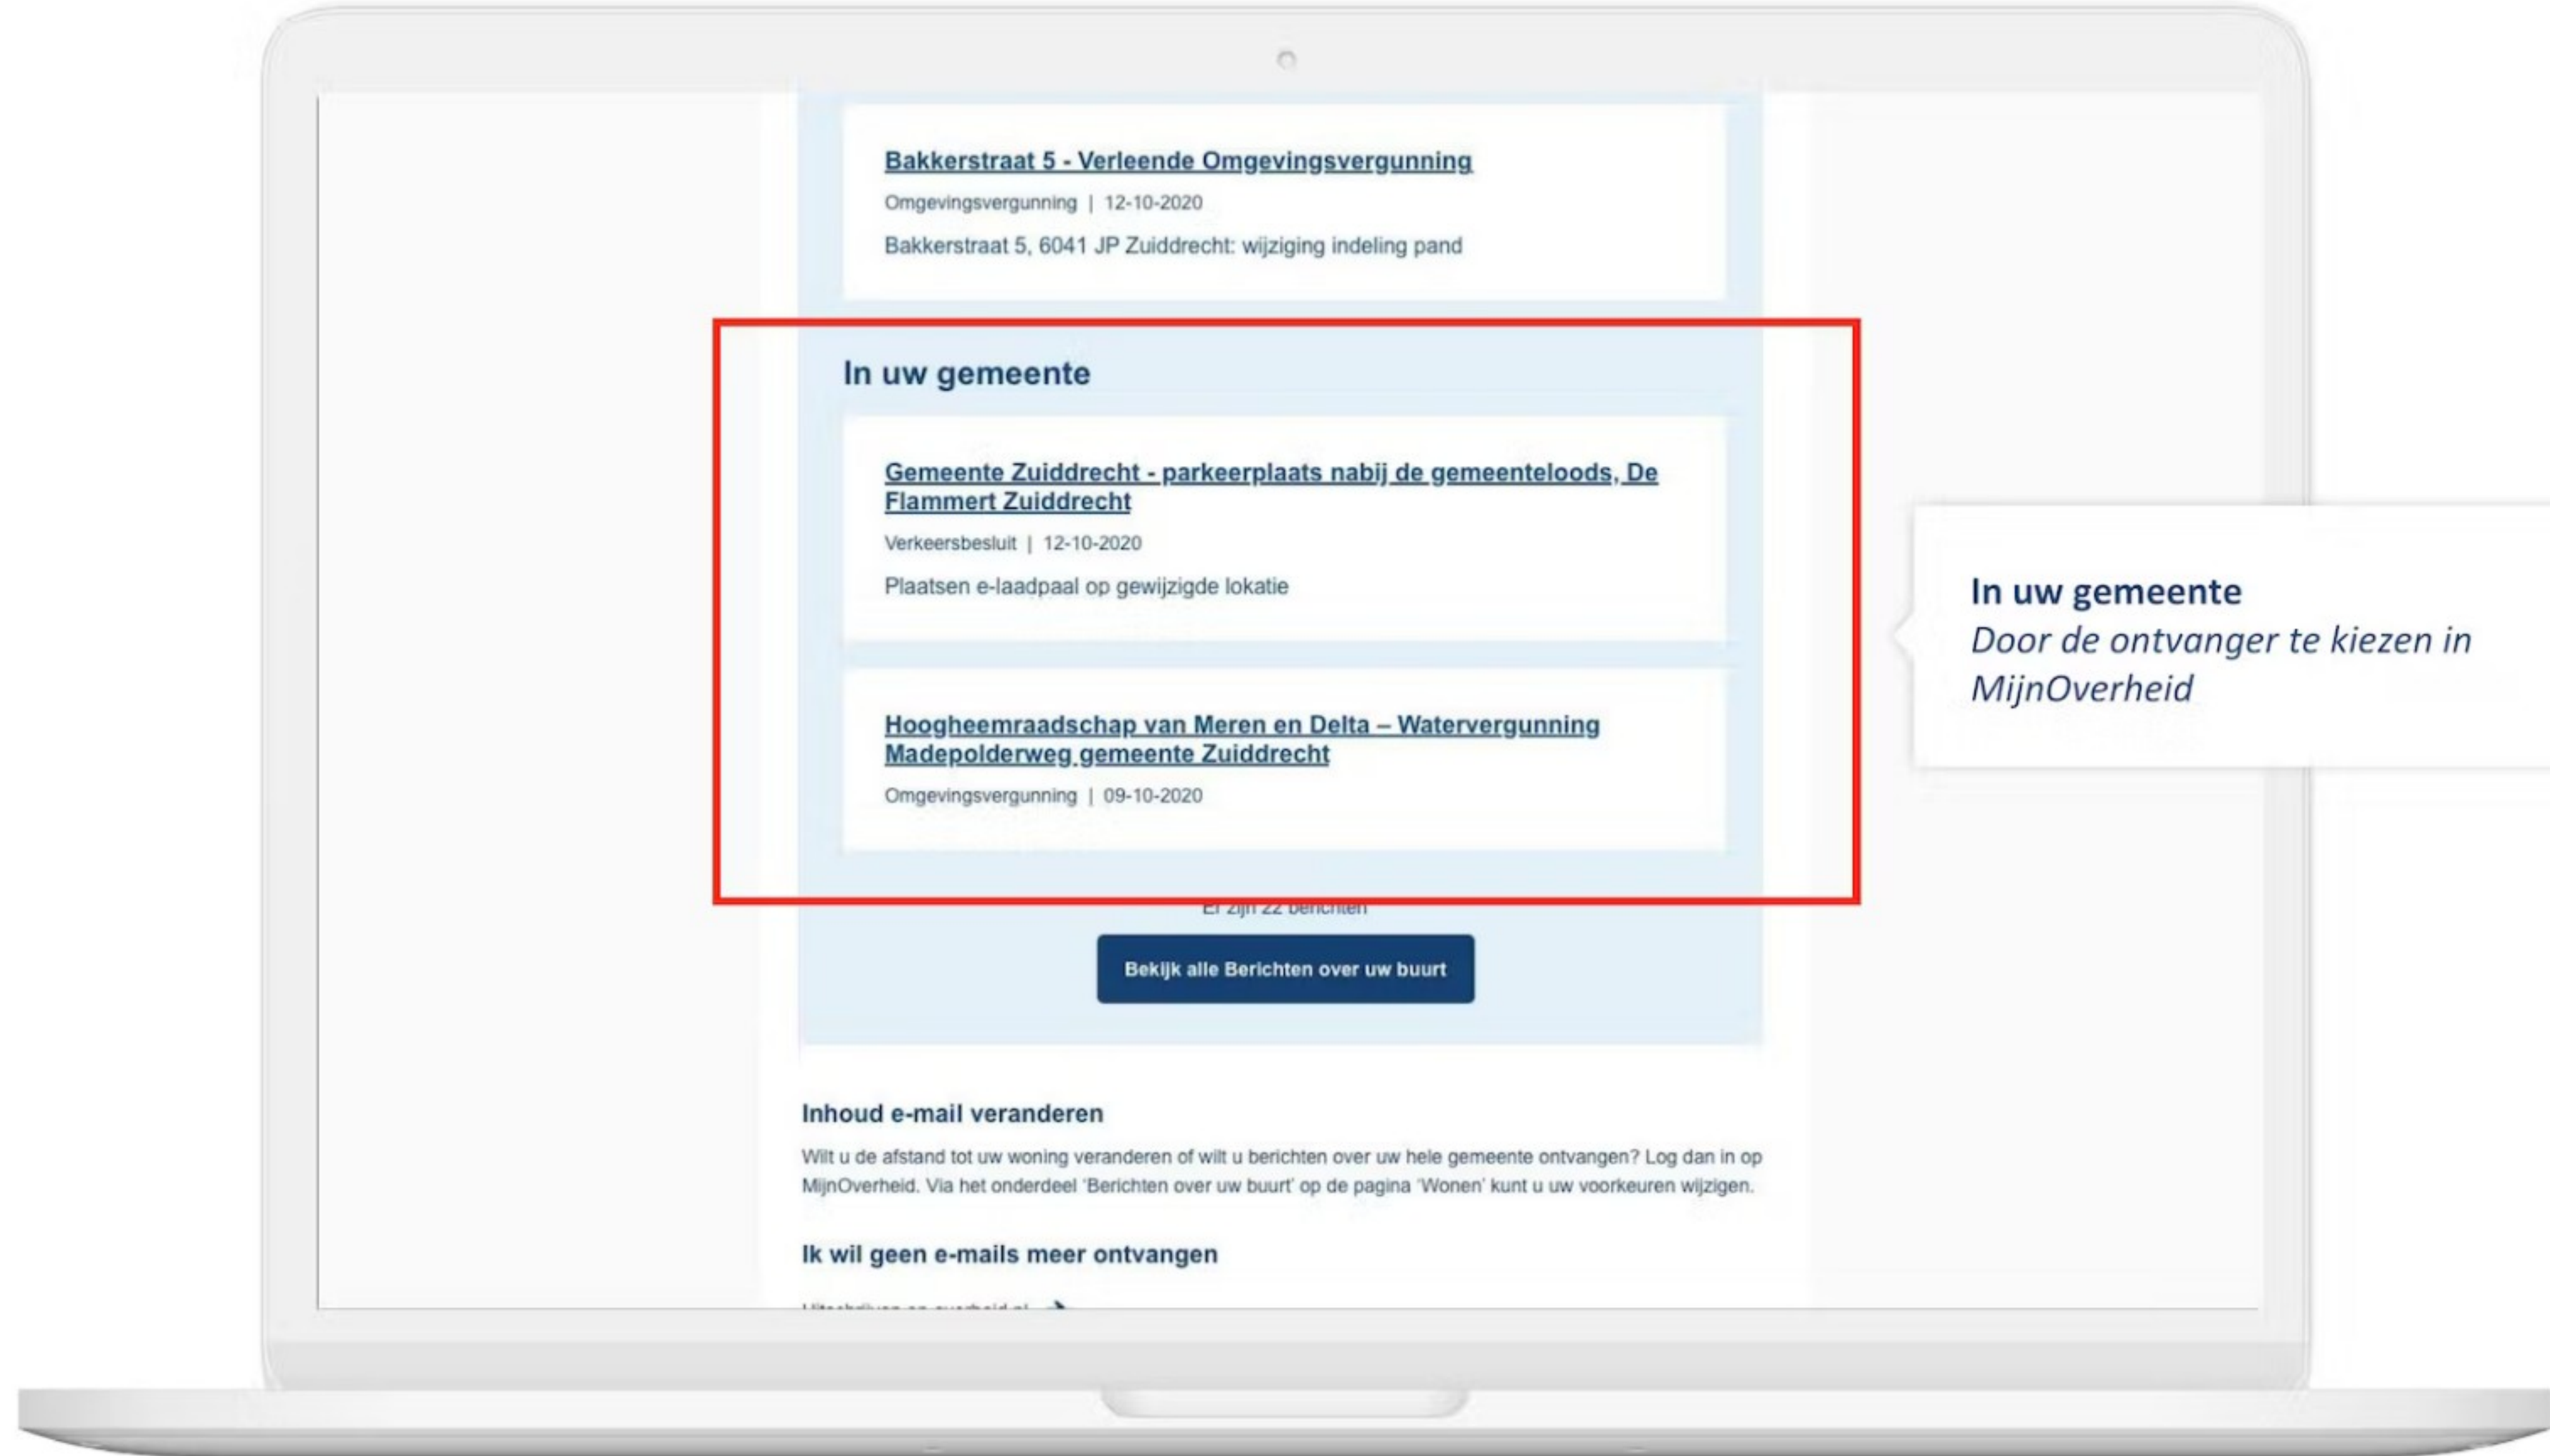 Bakkerstraat 5 - Verleende Omgevingsvergunning
Omgevingsvergunning | 12-10-2020
Bakkerstraat 5, 6041 JP Zuiddrecht: wijziging indeling pand
In uw gemeente
Gemeente Zuiddrecht - parkeerplaats nabij de gemeenteloods, De
Flammert Zuiddrecht
Verkeersbesluit | 12-10-2020
Plaatsen e-laadpaal op gewijzigde lokatie
Hoogheemraadschap van Meren en Delta – Watervergunning
Madepolderweg gemeente Zuiddrecht
Omgevingsvergunning | 09-10-2020
Er zijn 22 berichten
Bekijk alle Berichten over uw buurt
Inhoud e-mail veranderen
Wilt u de afstand tot uw woning veranderen of wilt u berichten over uw hele gemeente ontvangen? Log dan in op
MijnOverheid. Via het onderdeel 'Berichten over uw buurt' op de pagina 'Wonen' kunt u uw voorkeuren wijzigen.
Ik wil geen e-mails meer ontvangen
In uw gemeente
Door de ontvanger te kiezen in
MijnOverheid